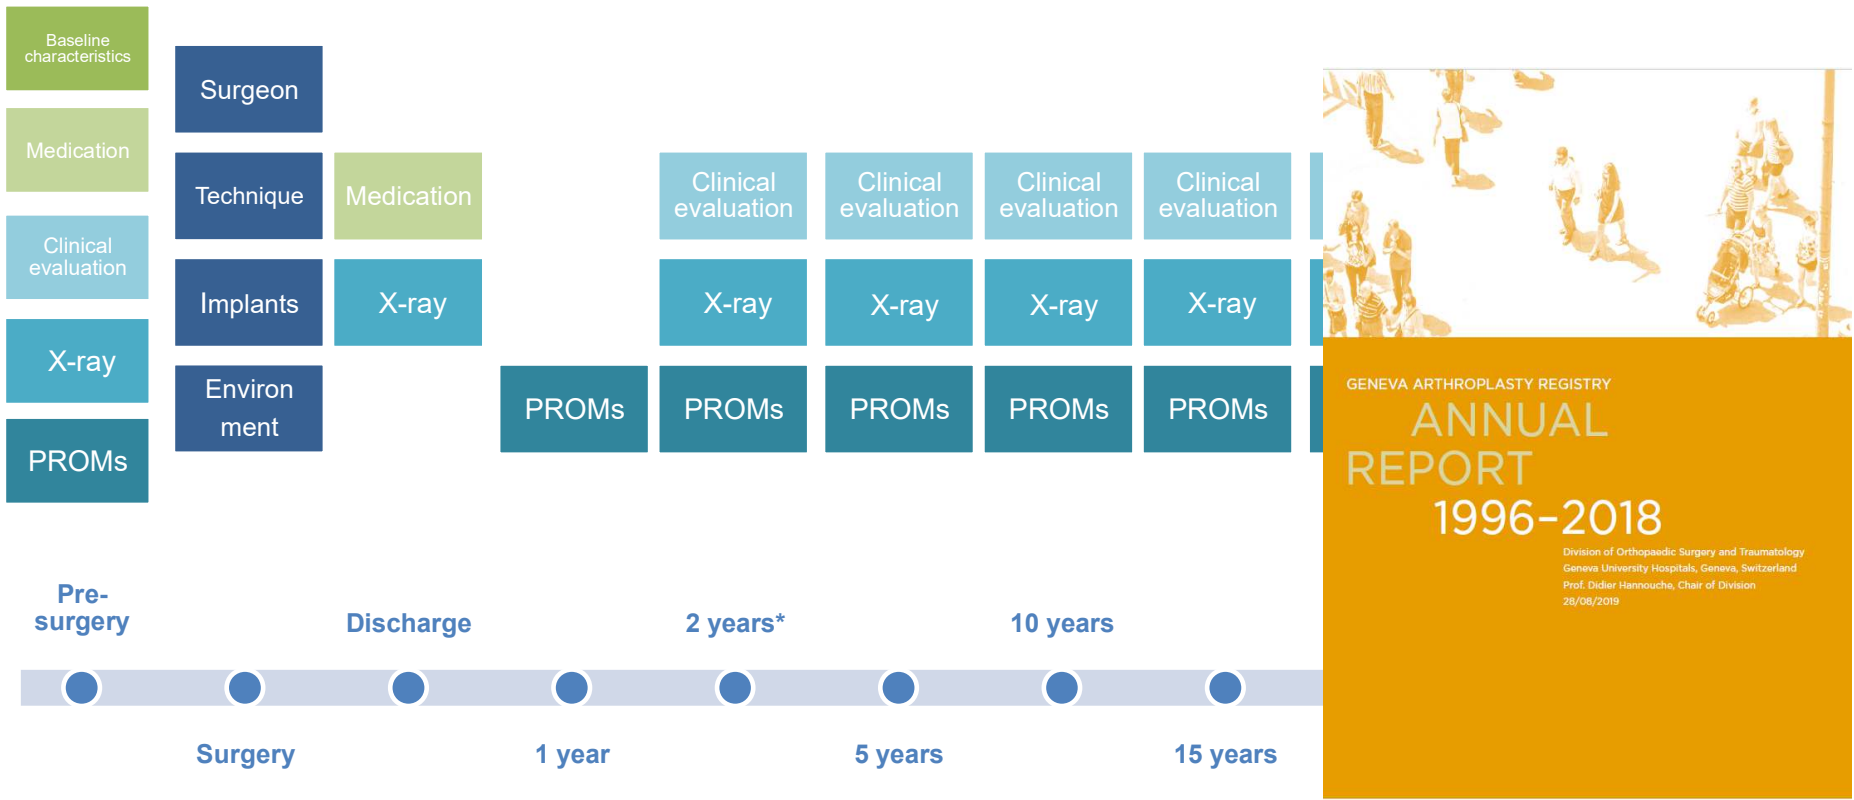 Baseline
characteristics
Medication
Clinical
evaluation
X-ray
PROMs
Surgeon
Technique
Implants
Environ
ment
Medication
X-ray
PROMs
Clinical
evaluation
X-ray
PROMs
Clinical
evaluation
X-ray
PROMs
Clinical
evaluation
X-ray
PROMs
Clinical
evaluation
X-ray
PROMs
Pre-
surgery
Surgery
Discharge
1 year
2 years*
5 years
10 years
15 years
GENEVA ARTHROPLASTY REGISTRY
ANNUAL
REPORT
1996–2018
Division of Orthopaedic Surgery and Traumatology
Geneva University Hospitals, Geneva, Switzerland
Prof. Didier Hannouche, Chair of Division
28/08/2019